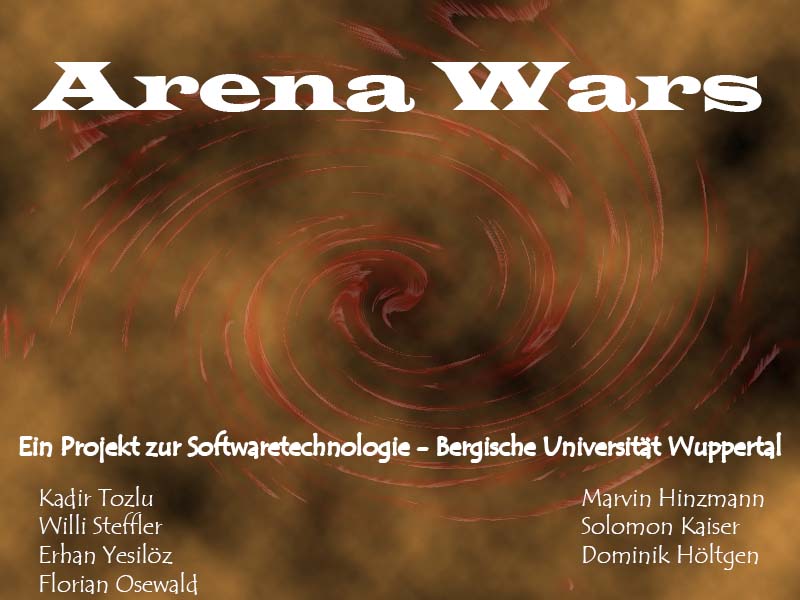 Arena Wars
Ein Projekt zur Softwaretechnologie - Bergische Universität Wuppertal
Kadir Tozlu
Willi Steffler
Erhan Yesilöz
Florian Osewald
Marvin Hinzmann
Solomon Kaiser
Dominik Höltgen